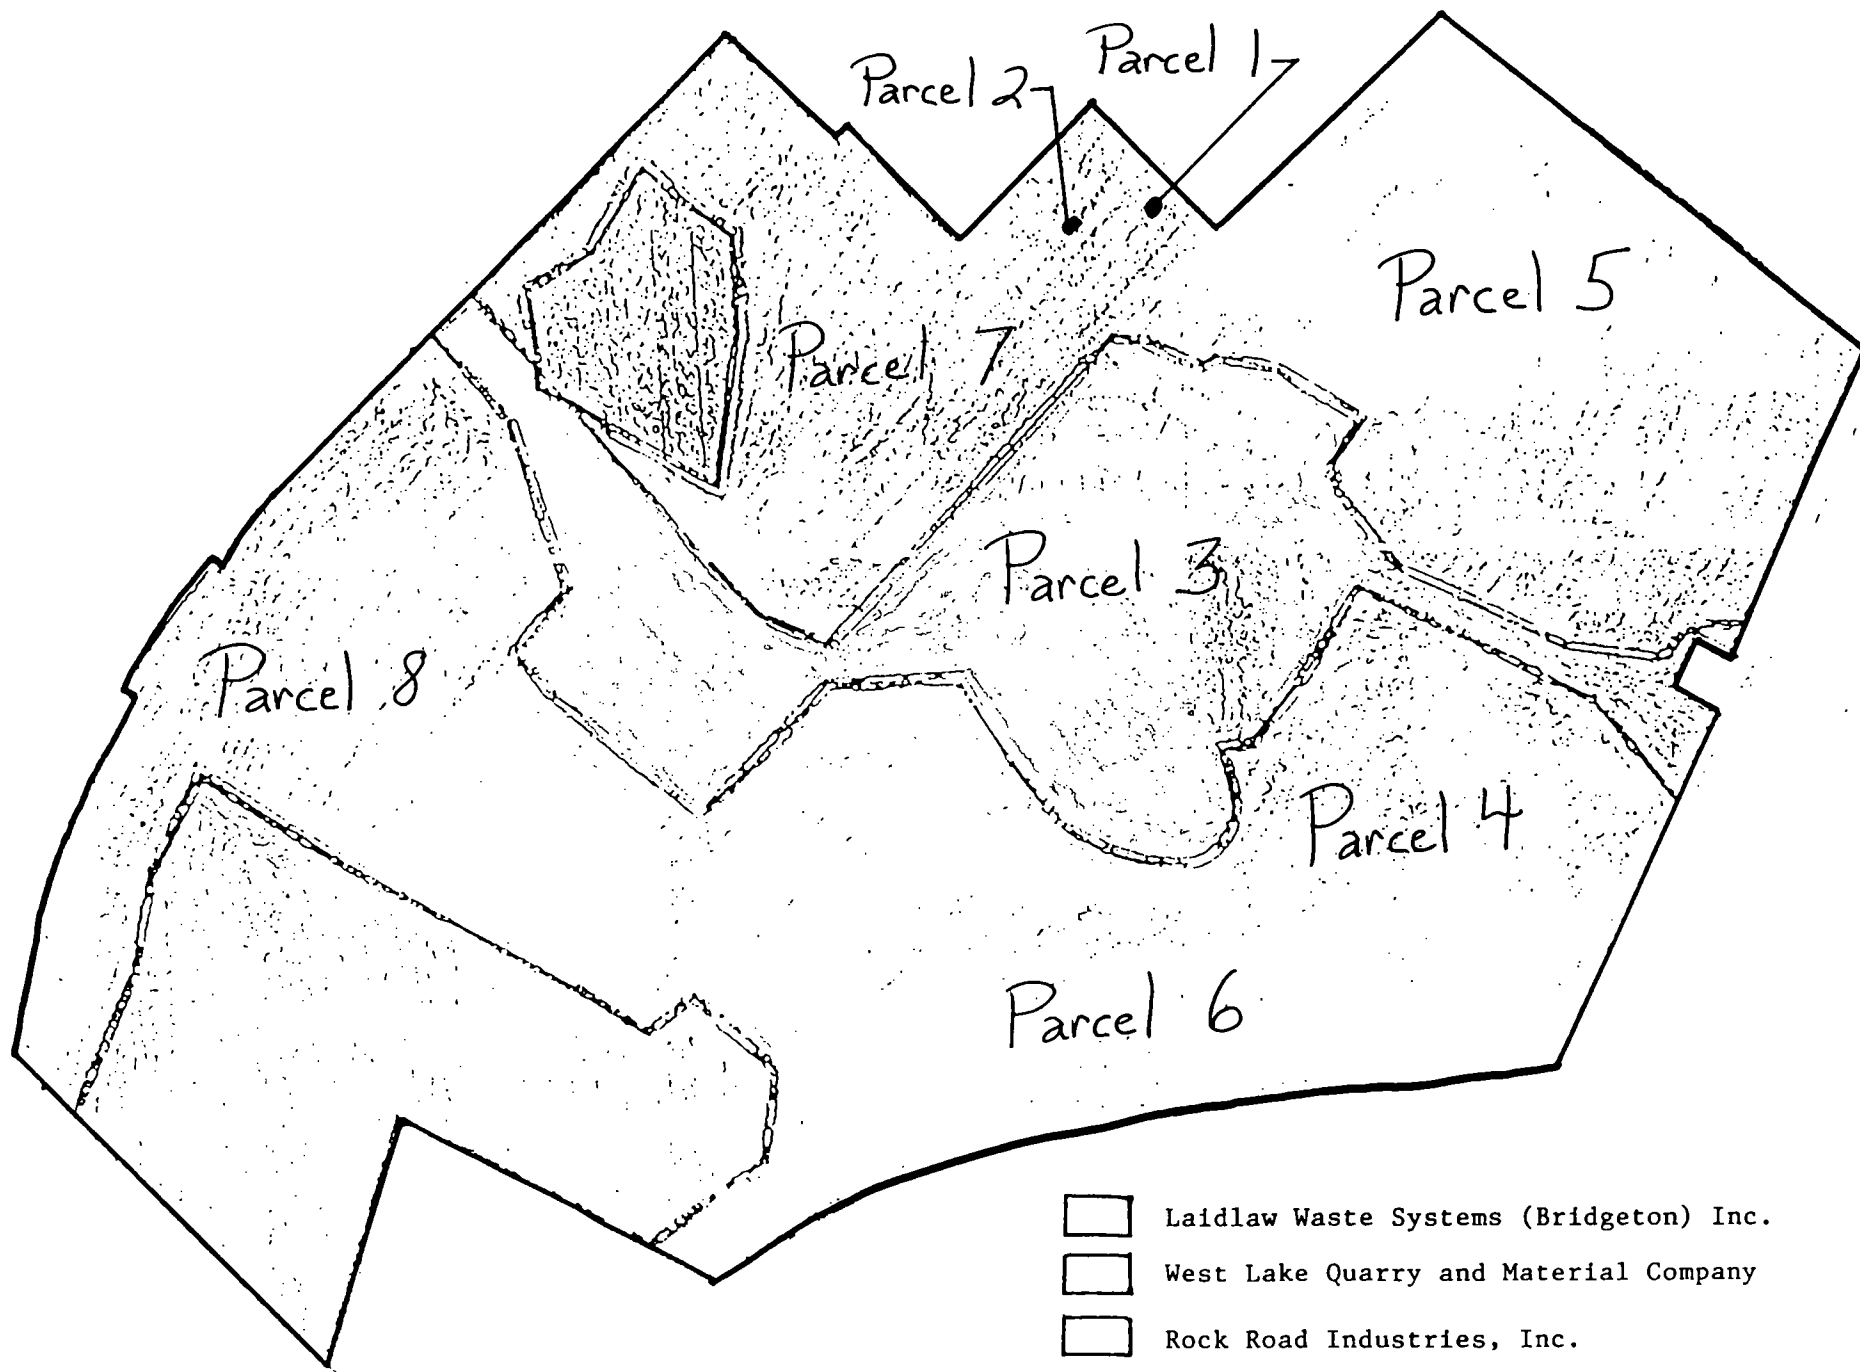 Parcel 1
Parcel 2
Parcel 5
Parcel 7
Parcel 3
Parcel 8
Parcel 4
Parcel 6
Laidlaw Waste Systems (Bridgeton) Inc.
West Lake Quarry and Material Company
Rock Road Industries, Inc.